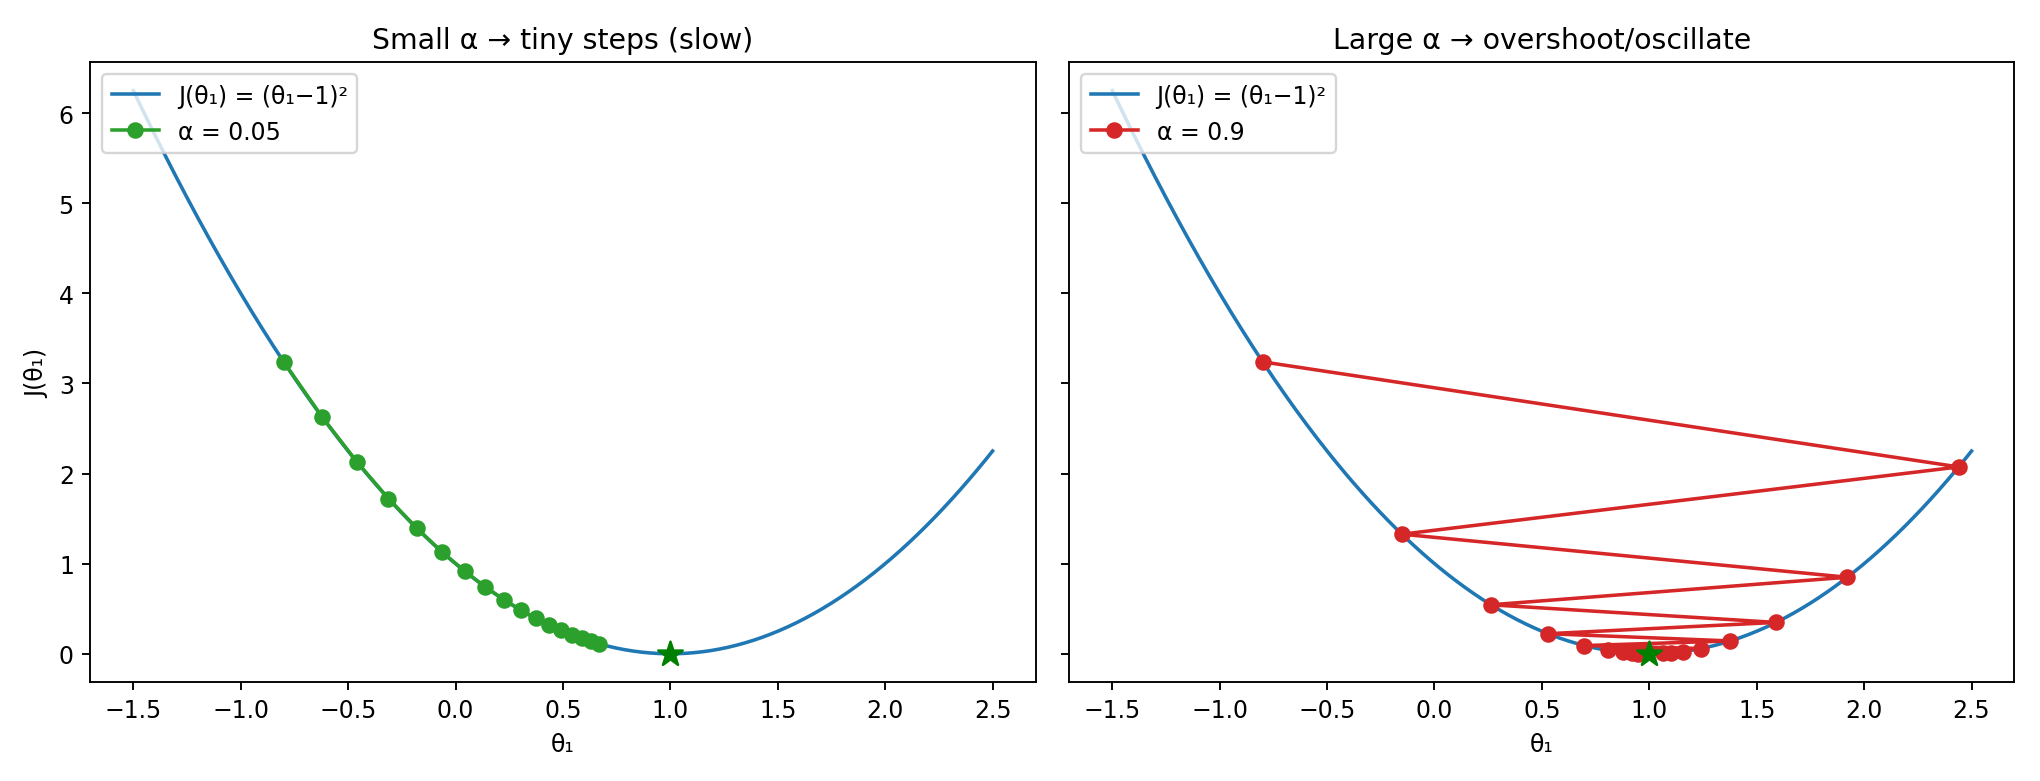 Small α → tiny steps (slow)
J(θ₁) = (θ₁−1)²
α = 0.05
J(θ₁)
6
5
4
3
2
1
0
−1.5 −1.0 −0.5 0.0 0.5 1.0 1.5 2.0 2.5
θ₁
Large α → overshoot/oscillate
J(θ₁) = (θ₁−1)²
α = 0.9
−1.5 −1.0 −0.5 0.0 0.5 1.0 1.5 2.0 2.5
θ₁